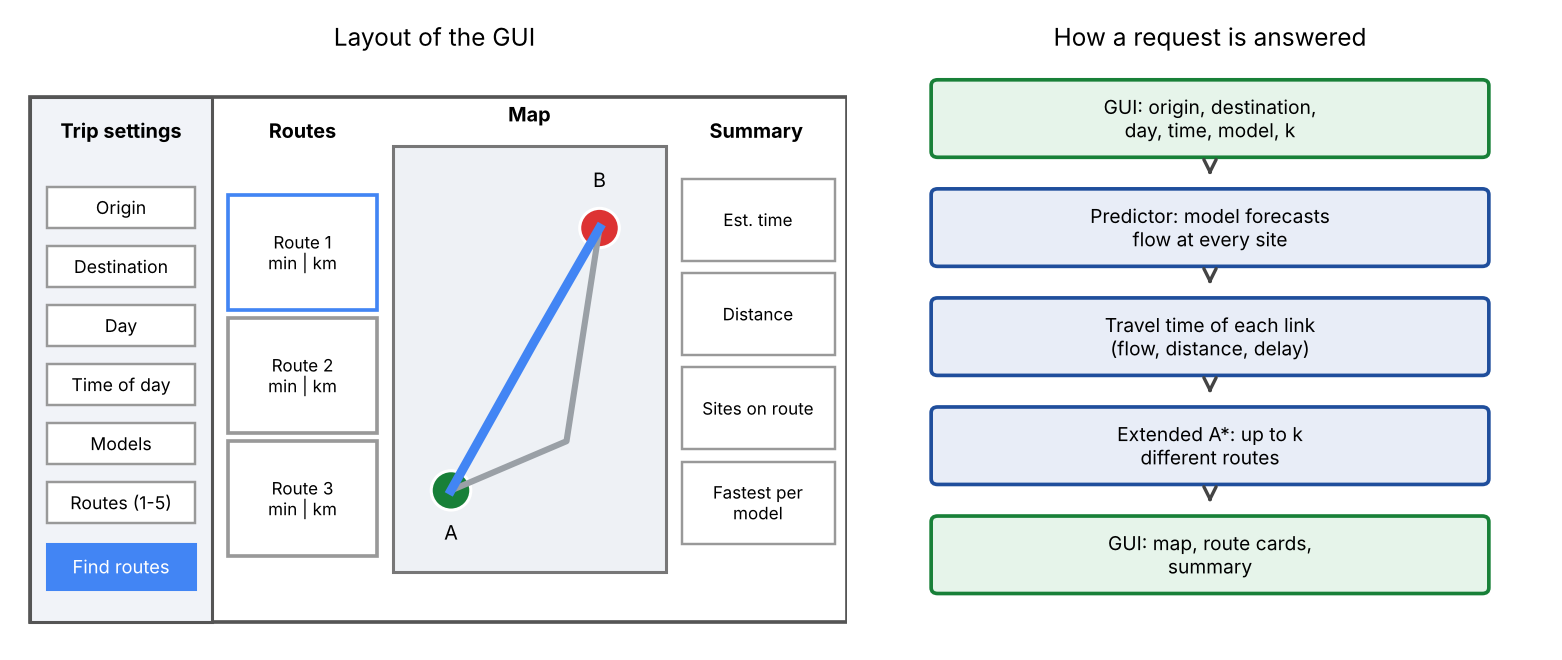 Layout of the GUI
Trip settings
Origin
Destination
Day
Time of day
Models
Routes (1-5)
Find routes
Routes
Route 1
min | km
Route 2
min | km
Route 3
min | km
Map
B
A
Summary
Est. time
Distance
Sites on route
Fastest per
model
How a request is answered
GUI: origin, destination,
day, time, model, k
Predictor: model forecasts
flow at every site
Travel time of each link
(flow, distance, delay)
Extended A*: up to k
different routes
GUI: map, route cards,
summary